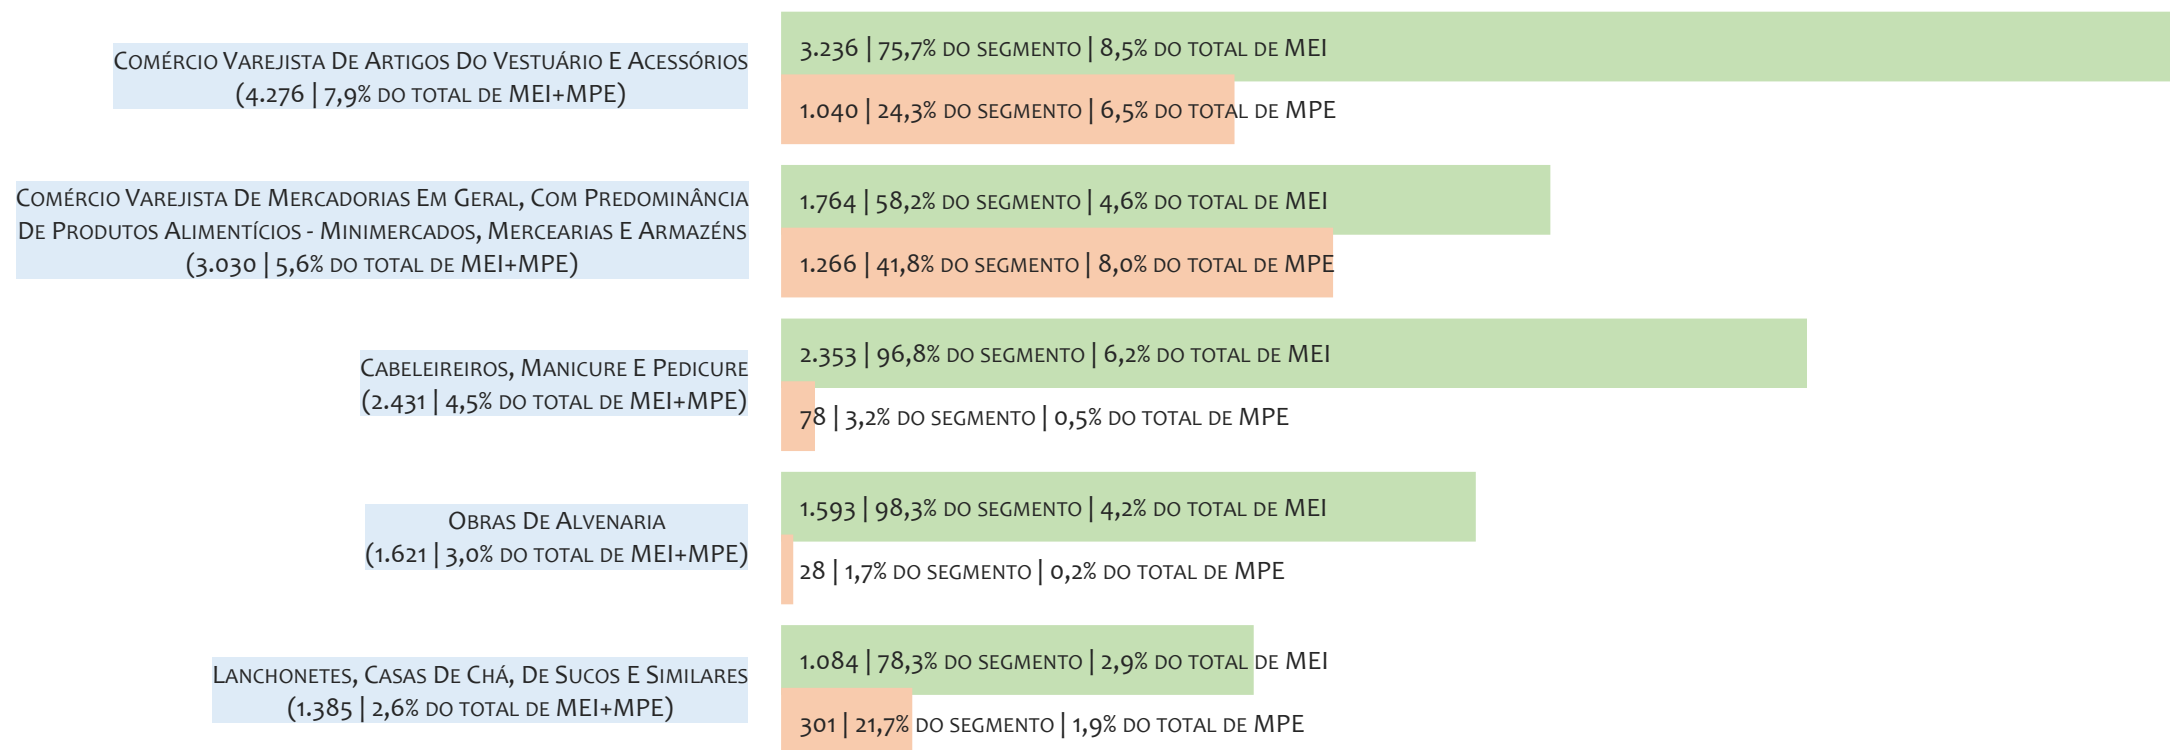 Comércio Varejista De Artigos Do Vestuário E Acessórios
(4.276 | 7,9% do total de MEI+MPE)
3.236 | 75,7% do segmento | 8,5% do total de MEI
1.040 | 24,3% do segmento | 6,5% do total de MPE
Comércio Varejista De Mercadorias Em Geral, Com Predominância
De Produtos Alimentícios - Minimercados, Mercearias E Armazéns
(3.030 | 5,6% do total de MEI+MPE)
1.764 | 58,2% do segmento | 4,6% do total de MEI
1.266 | 41,8% do segmento | 8,0% do total de MPE
Cabeleireiros, Manicure E Pedicure
(2.431 | 4,5% do total de MEI+MPE)
2.353 | 96,8% do segmento | 6,2% do total de MEI
78 | 3,2% do segmento | 0,5% do total de MPE
Obras De Alvenaria
(1.621 | 3,0% do total de MEI+MPE)
1.593 | 98,3% do segmento | 4,2% do total de MEI
28 | 1,7% do segmento | 0,2% do total de MPE
Lanchonetes, Casas De Chá, De Sucos E Similares
(1.385 | 2,6% do total de MEI+MPE)
1.084 | 78,3% do segmento | 2,9% do total de MEI
301 | 21,7% do segmento | 1,9% do total de MPE